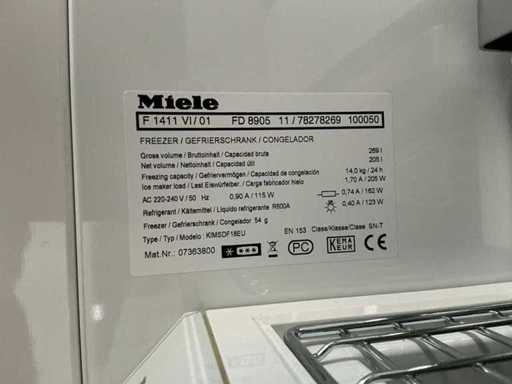 Miele
F 1411 VI / 01 FD 8905 11 / 78278269 100050
FREEZER / GEFRIERSCHRANK / CONGELADOR
Gross volume / Bruttoinhalt / Capacidad bruta 269 l
Net volume / Nettoinhalt / Capacidad útil 205 l
Freezing capacity / Gefriervermögen / Capacidad de congelación 14,0 kg / 24 h
Ice maker load / Last Eiswürfelber. / Carga fabricador hielo 1,70 A / 205 W
AC 220-240 V / 50 Hz 0,90 A / 115 W 0,74 A / 162 W
Refrigerant / Kältemittel / Líquido refrigerante R600A 0,40 A / 123 W
Freezer / Gefrierschrank / Congelador 54 g
Type / Typ / Modelo : KIMSDF18EU EN 153 Clase/Klasse/Class SN-T
Mat.Nr.: 07363800 PC KEMA KEUR CE